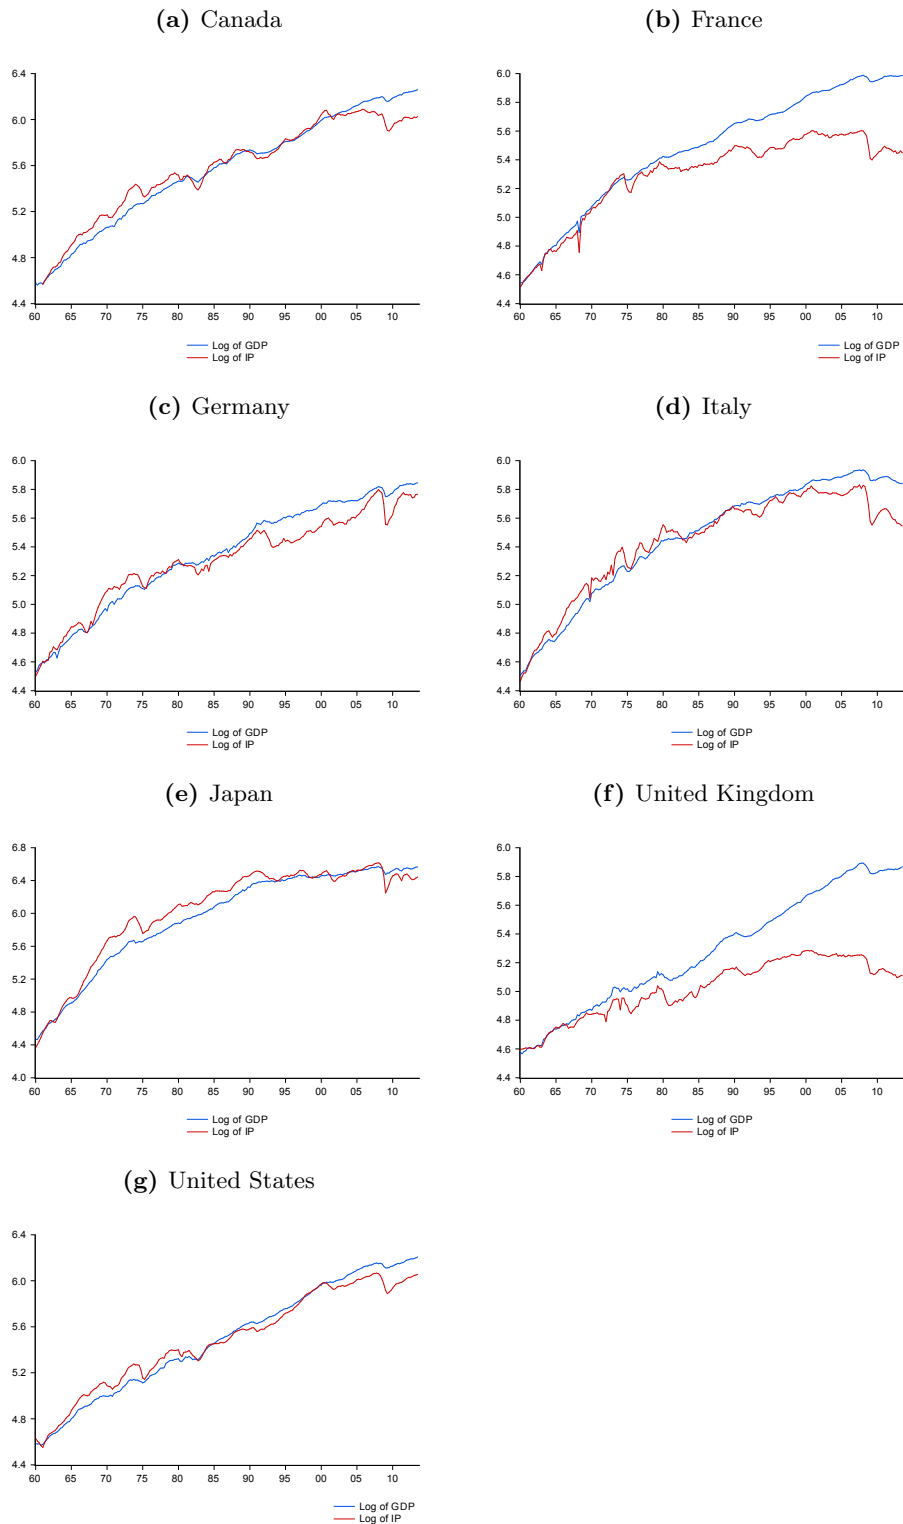 (a) Canada
6.4
6.0
5.6
5.2
4.8
4.4
60 65 70 75 80 85 90 95 00 05 10
Log of GDP
Log of IP
(b) France
6.0
5.8
5.6
5.4
5.2
5.0
4.8
4.6
4.4
60 65 70 75 80 85 90 95 00 05 10
Log of GDP
Log of IP
(c) Germany
6.0
5.8
5.6
5.4
5.2
5.0
4.8
4.6
4.4
60 65 70 75 80 85 90 95 00 05 10
Log of GDP
Log of IP
(d) Italy
6.0
5.8
5.6
5.4
5.2
5.0
4.8
4.6
4.4
60 65 70 75 80 85 90 95 00 05 10
Log of GDP
Log of IP
(e) Japan
6.8
6.4
6.0
5.6
5.2
4.8
4.4
4.0
60 65 70 75 80 85 90 95 00 05 10
Log of GDP
Log of IP
(f) United Kingdom
6.0
5.8
5.6
5.4
5.2
5.0
4.8
4.6
4.4
60 65 70 75 80 85 90 95 00 05 10
Log of GDP
Log of IP
(g) United States
6.4
6.0
5.6
5.2
4.8
4.4
60 65 70 75 80 85 90 95 00 05 10
Log of GDP
Log of IP